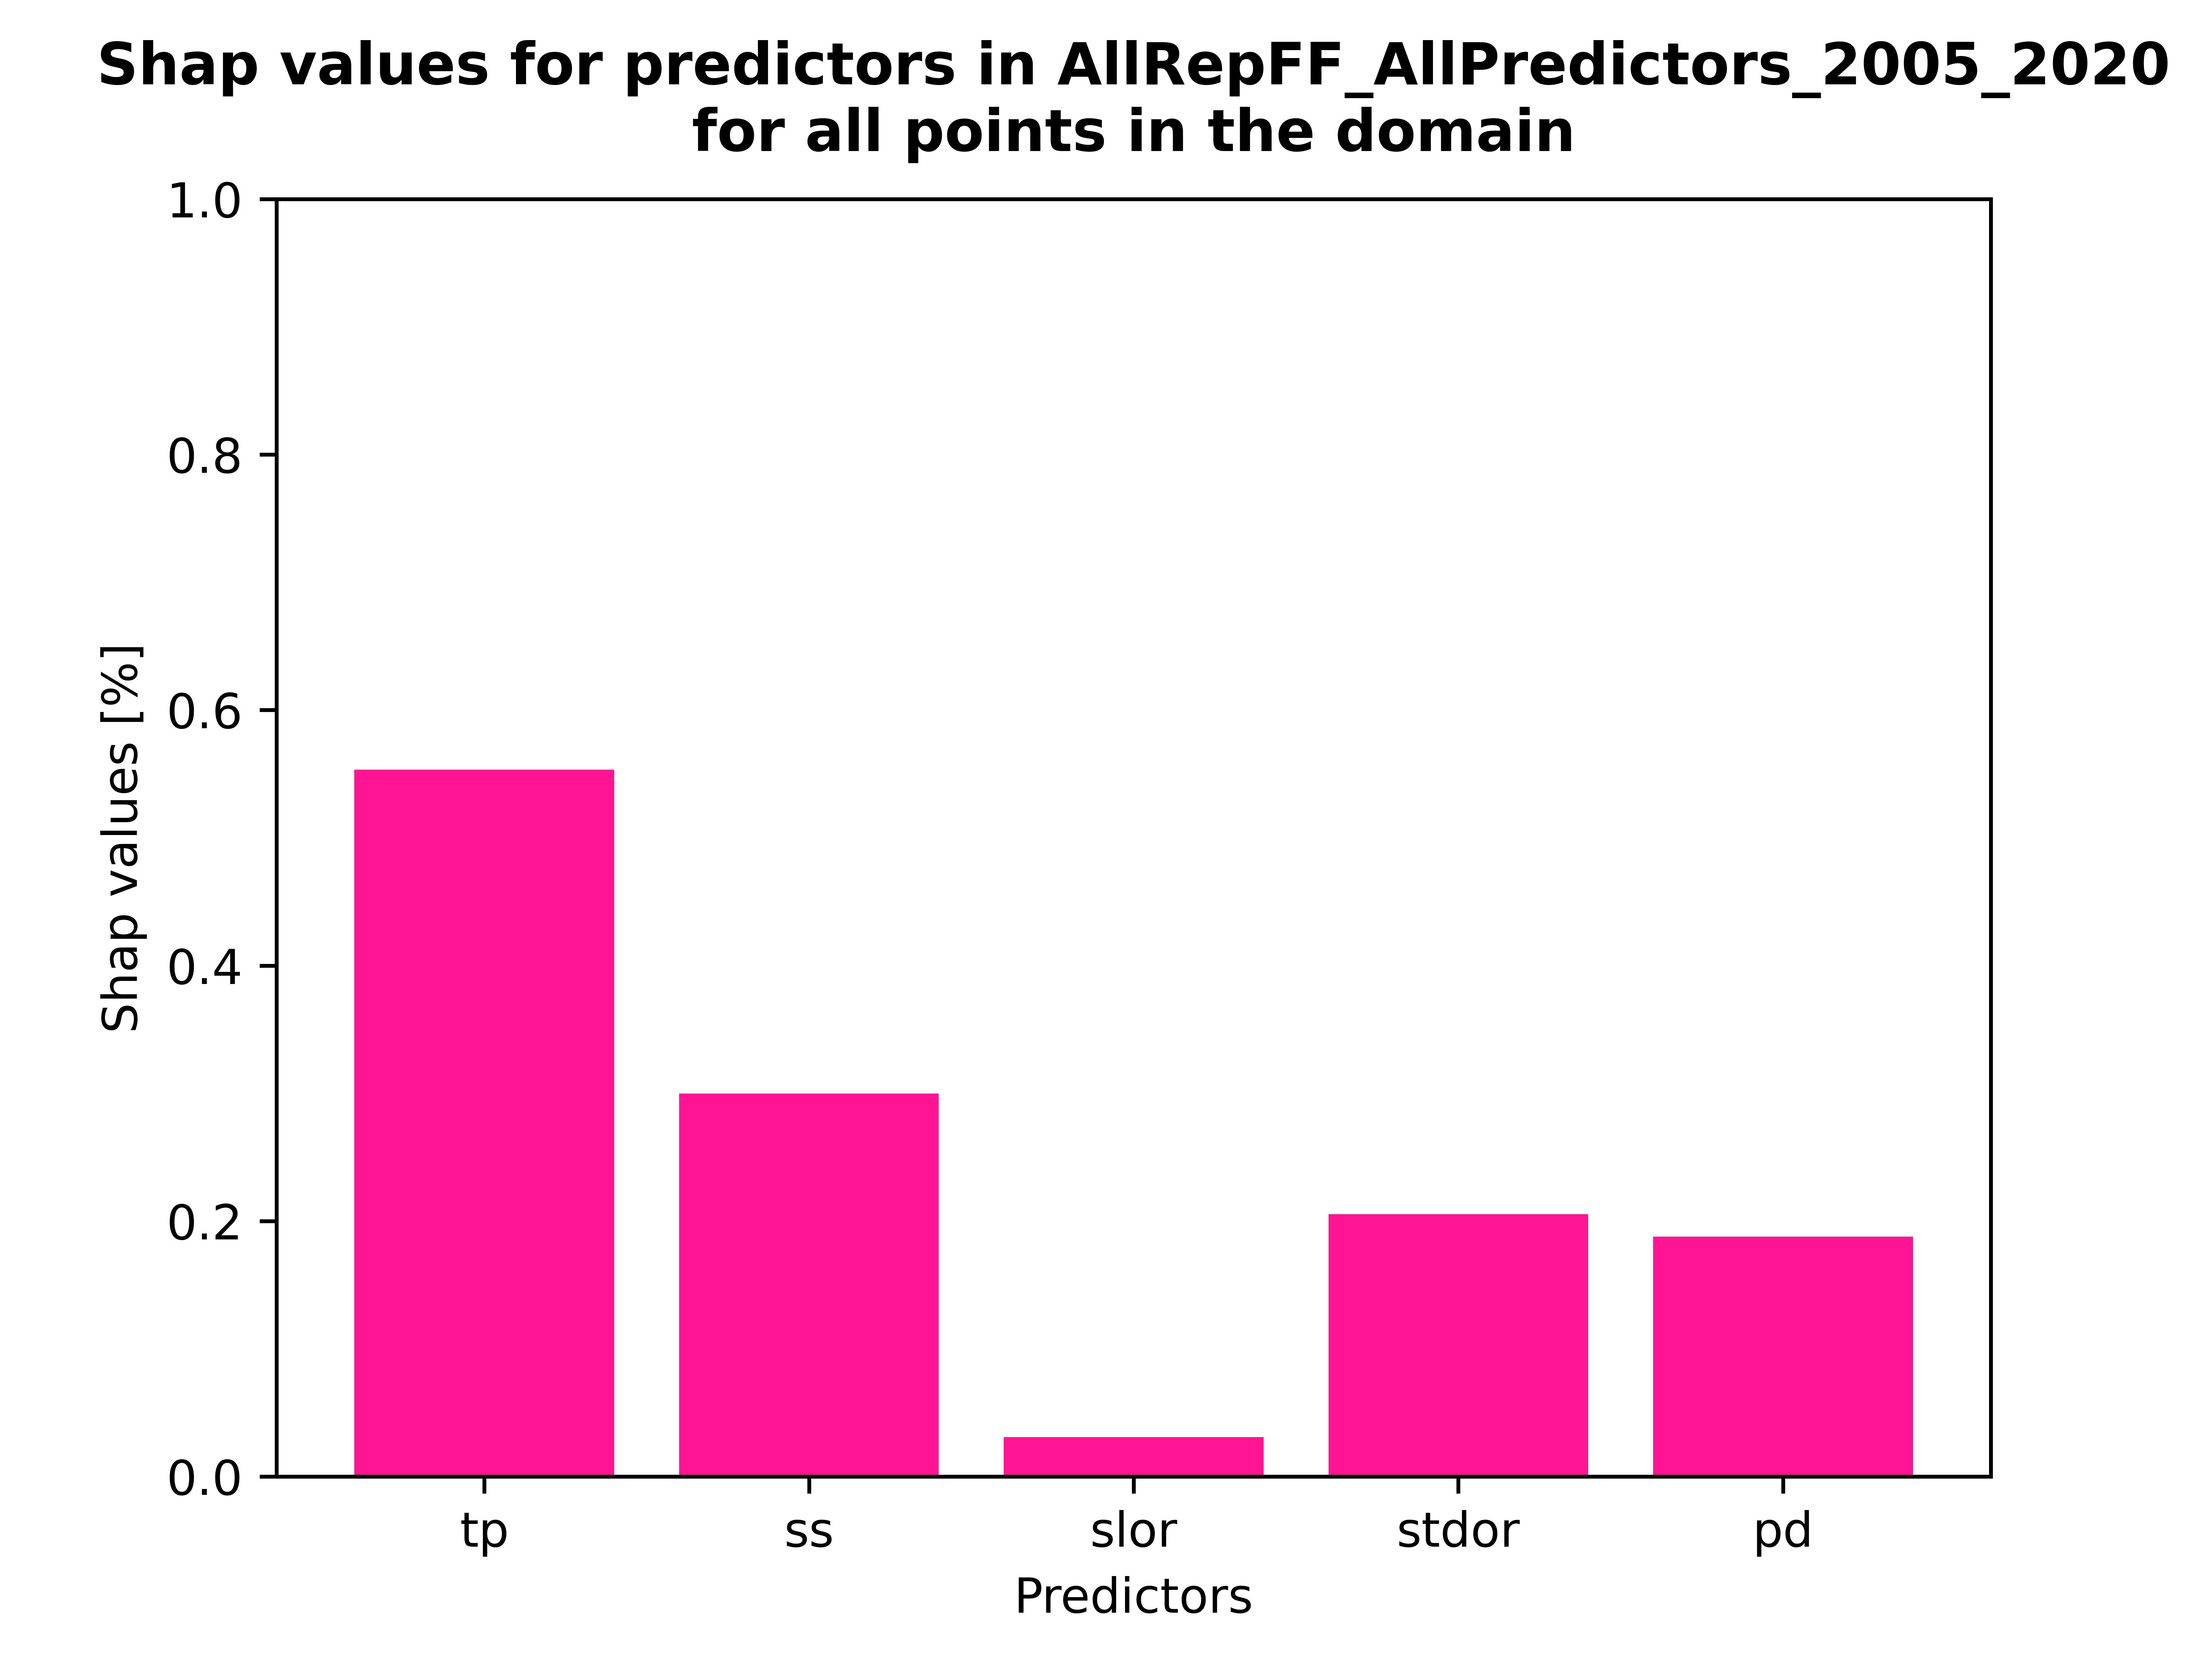 Shap values for predictors in AllRepFF_AllPredictors_2005_2020
for all points in the domain
1.0
0.8
0.6
0.4
0.2
0.0
Shap values [%]
tp ss slor stdor pd
Predictors